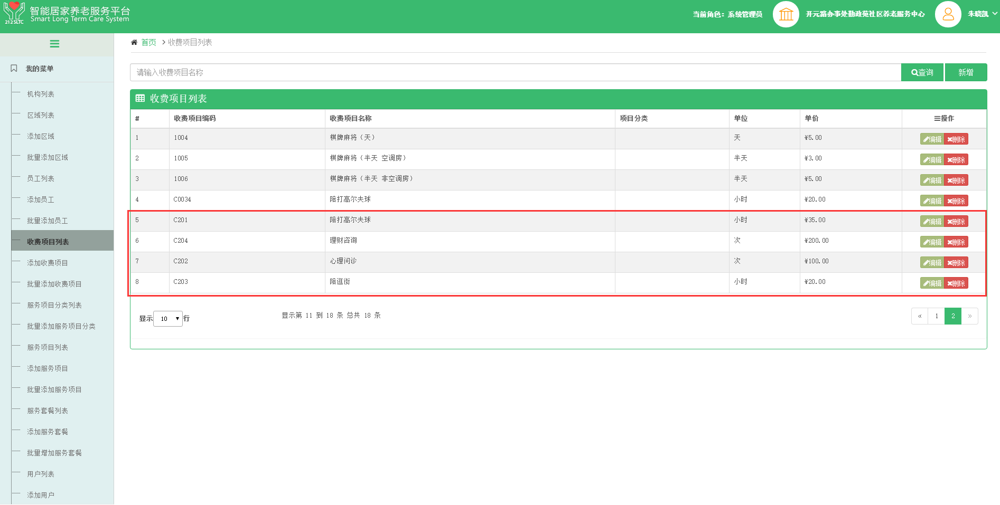 智能居家养老服务平台
Smart Long Term Care System
212SLTC
当前角色：系统管理员
开元路办事处勤政苑社区养老服务中心
朱晓凯
首页 收费项目列表
我的菜单
机构列表
区域列表
添加区域
批量添加区域
员工列表
添加员工
批量添加员工
收费项目列表
添加收费项目
批量添加收费项目
服务项目分类列表
批量添加服务项目分类
服务项目列表
添加服务项目
批量添加服务项目
服务套餐列表
添加服务套餐
批量增加服务套餐
用户列表
添加用户
请输入收费项目名称 查询 新增
收费项目列表
# 收费项目编码 收费项目名称 项目分类 单位 单价 操作
1 1004 棋牌麻将（天） 天 ¥5.00 编辑 删除
2 1005 棋牌麻将（半天 空调房） 半天 ¥3.00 编辑 删除
3 1006 棋牌麻将（半天 非空调房） 半天 ¥5.00 编辑 删除
4 C0034 陪打高尔夫球 小时 ¥20.00 编辑 删除
5 C201 陪打高尔夫球 小时 ¥35.00 编辑 删除
6 C204 理财咨询 次 ¥200.00 编辑 删除
7 C202 心理问诊 次 ¥100.00 编辑 删除
8 C203 陪逛街 小时 ¥20.00 编辑 删除
显示 10 行 显示第 11 到 18 条 总共 18 条 « 1 2 »